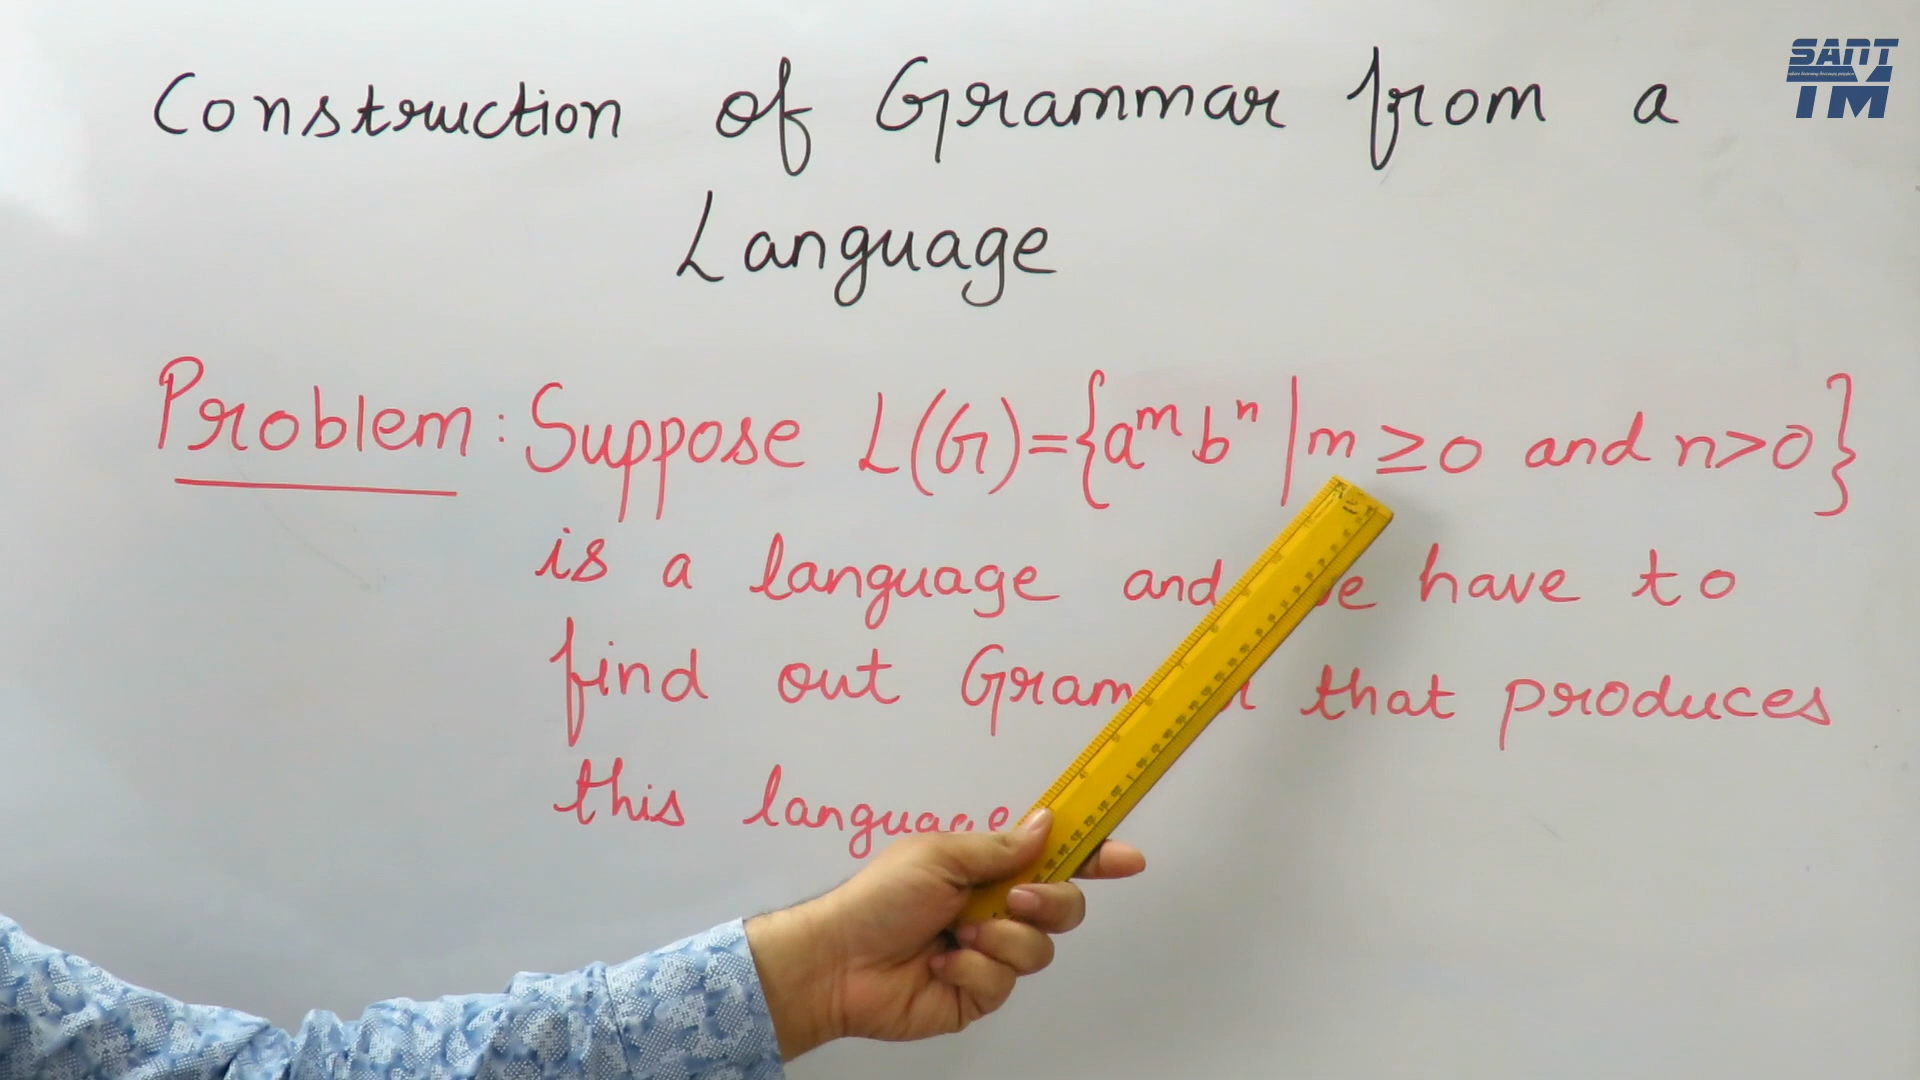 Construction of Grammar from a
Language
Problem: Suppose L(G)={a^m b^n | m ≥ 0 and n>0}
is a language and have to
find out that produces
this language
SANT
TM